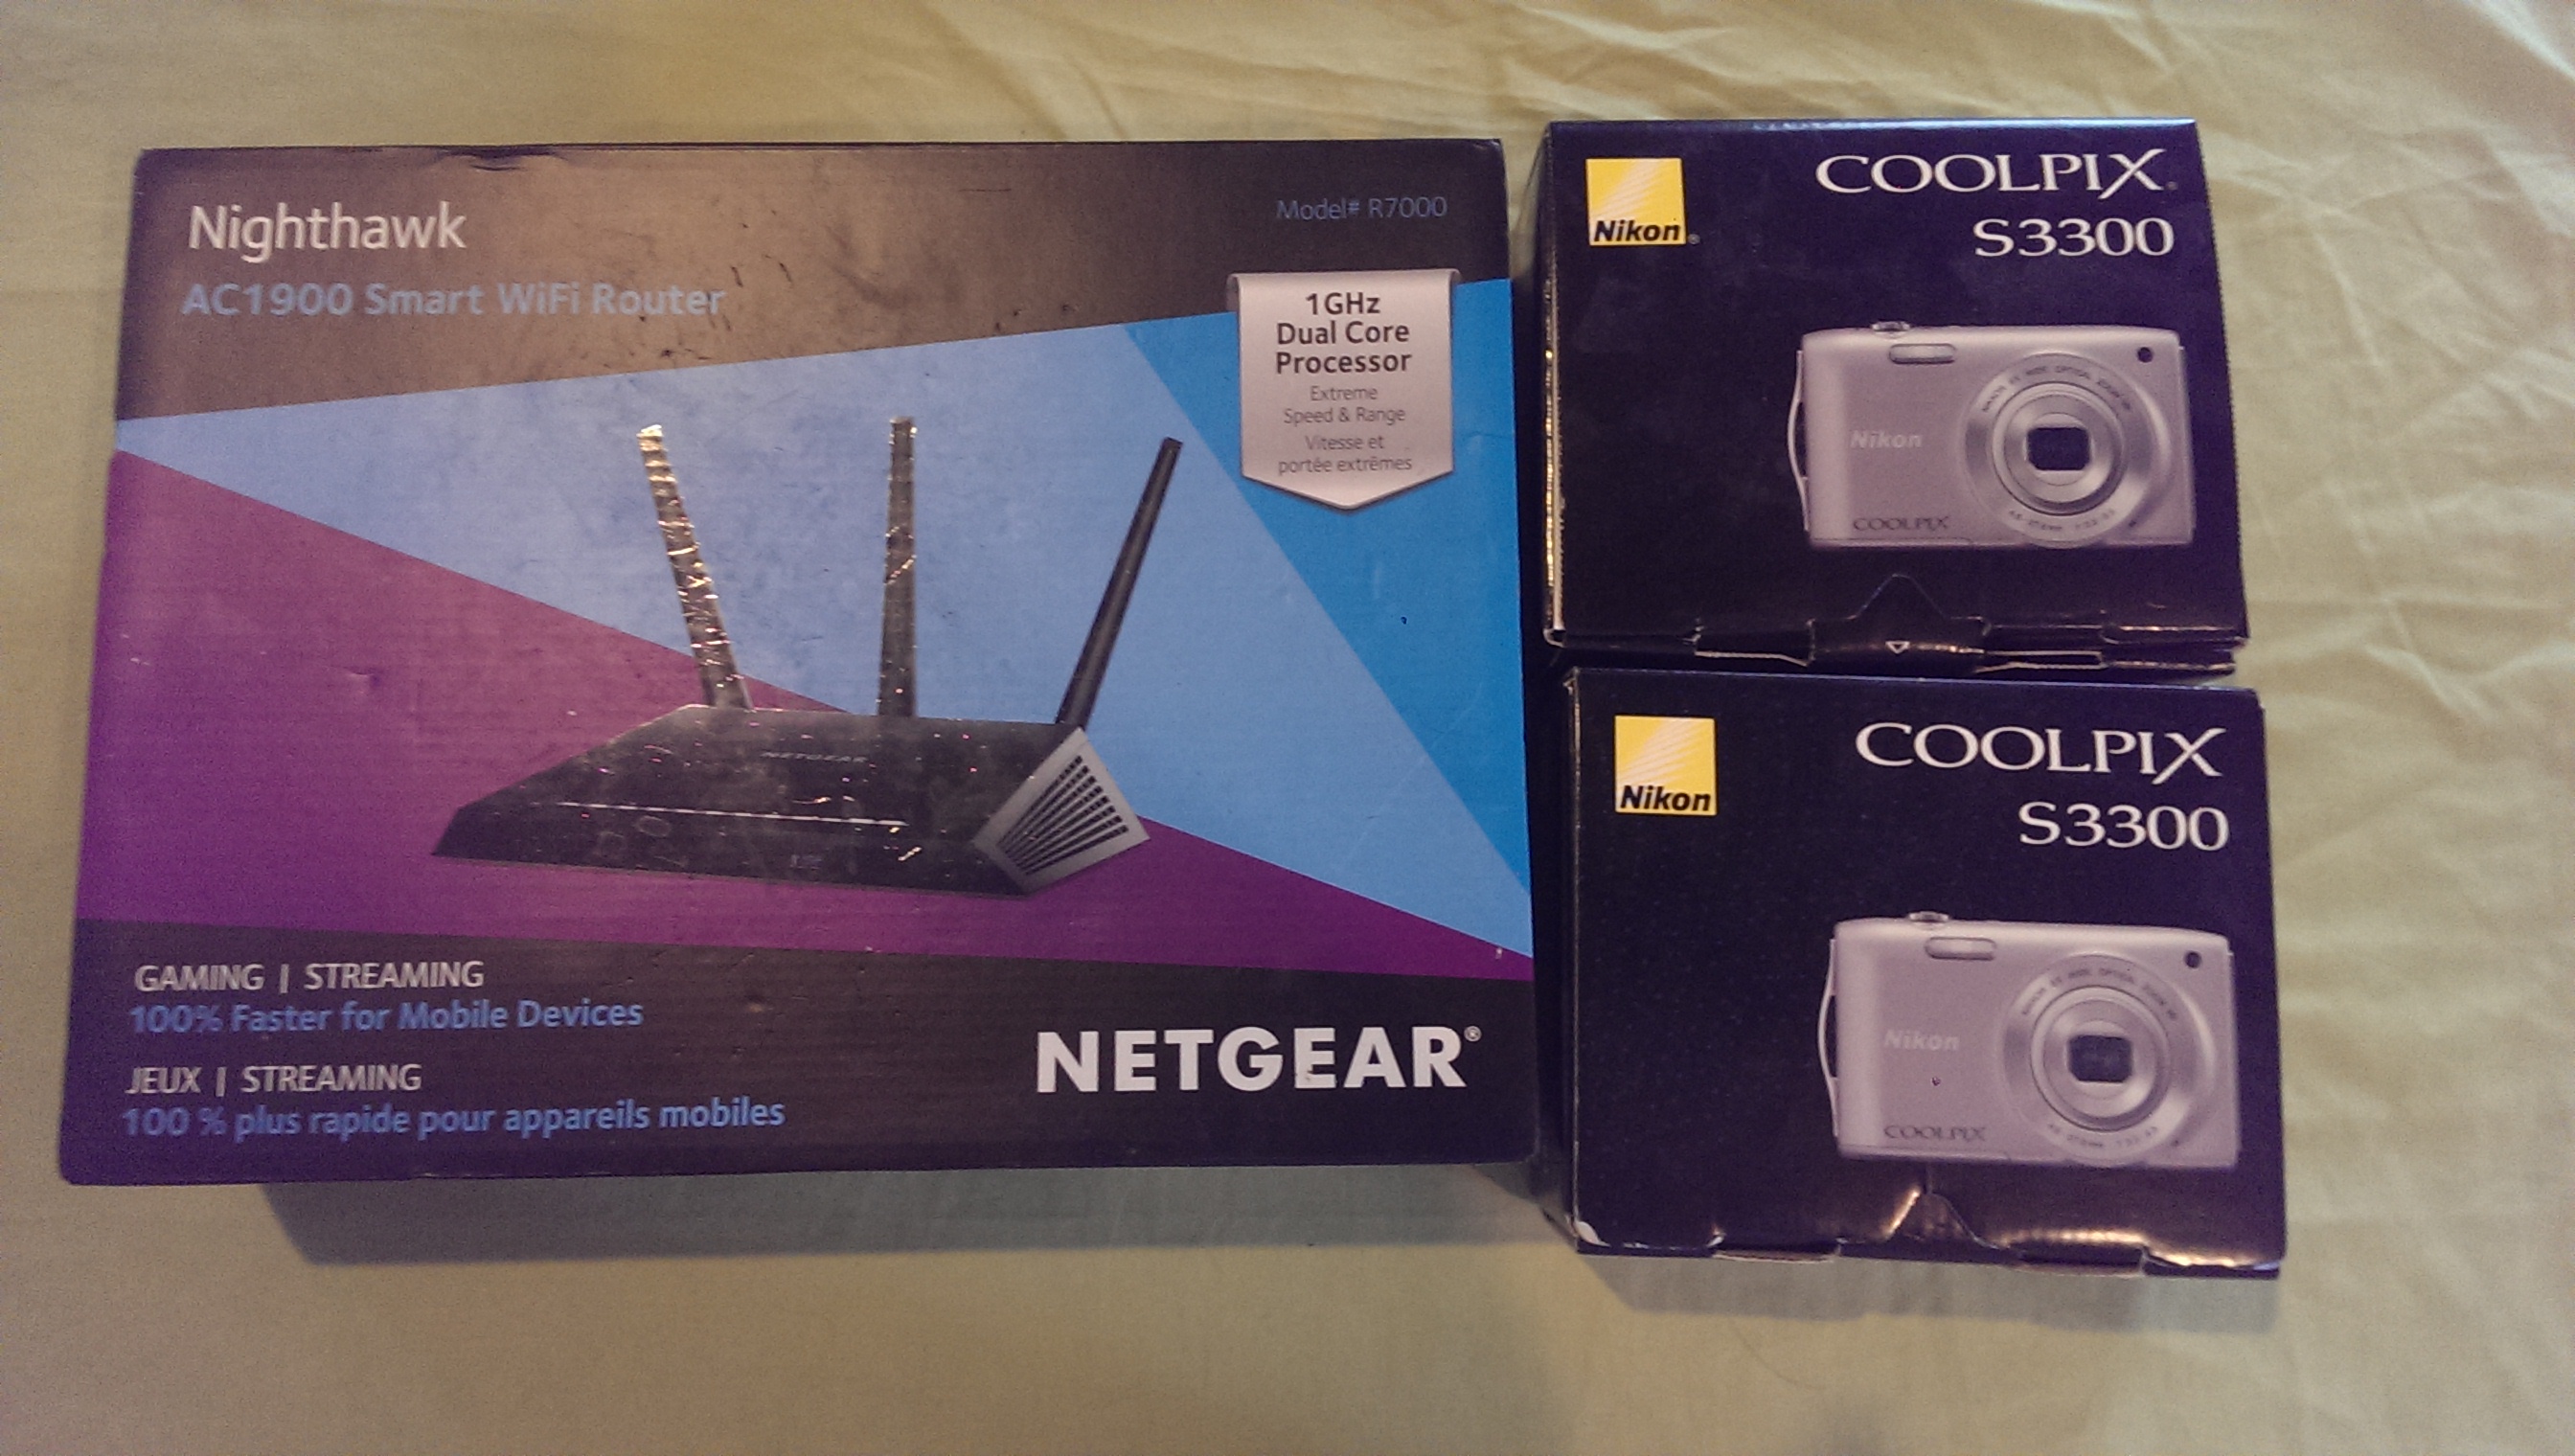 Nighthawk
Model# R7000
AC1900 Smart WiFi Router
1GHz
Dual Core
Processor
Extreme
Speed & Range
Vitesse et
portée extrêmes
NETGEAR
GAMING | STREAMING
100% Faster for Mobile Devices
JEUX | STREAMING
100 % plus rapide pour appareils mobiles
NETGEAR®
Nikon®
COOLPIX®
S3300
Nikon
COOLPIX
Nikon
COOLPIX
S3300
Nikon
COOLPIX